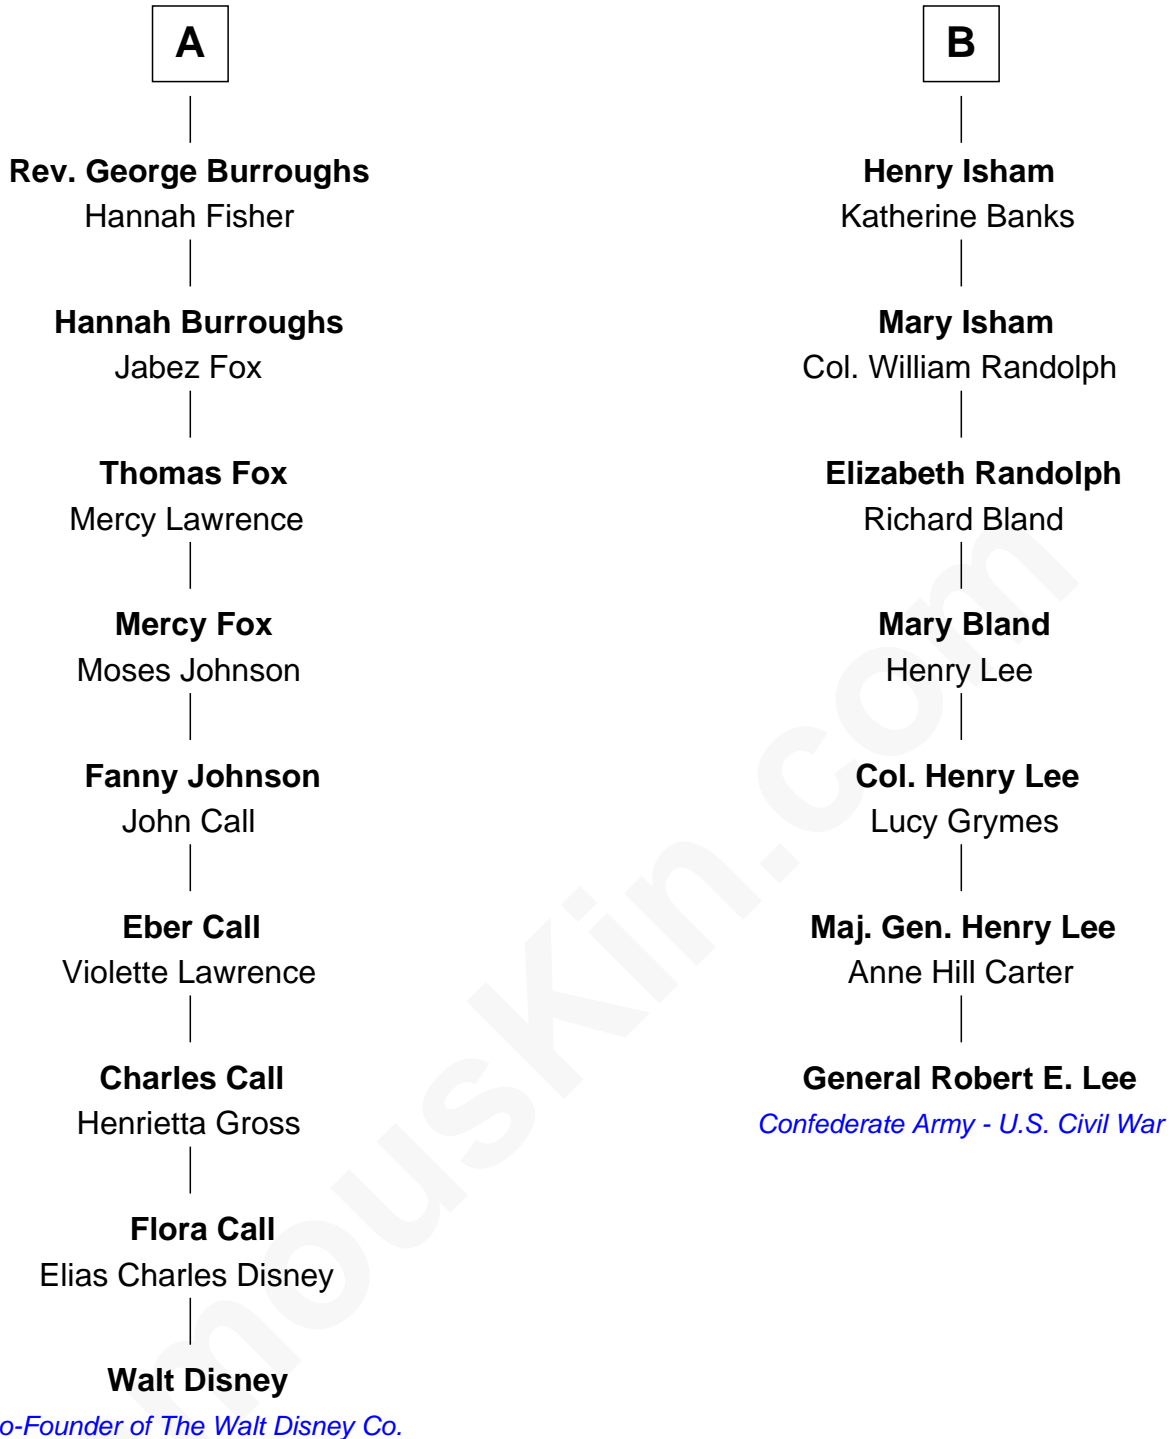 A
Rev. George Burroughs
Hannah Fisher
Hannah Burroughs
Jabez Fox
Thomas Fox
Mercy Lawrence
Mercy Fox
Moses Johnson
Fanny Johnson
John Call
Eber Call
Violette Lawrence
Charles Call
Henrietta Gross
Flora Call
Elias Charles Disney
Walt Disney
o-Founder of The Walt Disney Co.
B
Henry Isham
Katherine Banks
Mary Isham
Col. William Randolph
Elizabeth Randolph
Richard Bland
Mary Bland
Henry Lee
Col. Henry Lee
Lucy Grymes
Maj. Gen. Henry Lee
Anne Hill Carter
General Robert E. Lee
Confederate Army - U.S. Civil War
mouskin.com